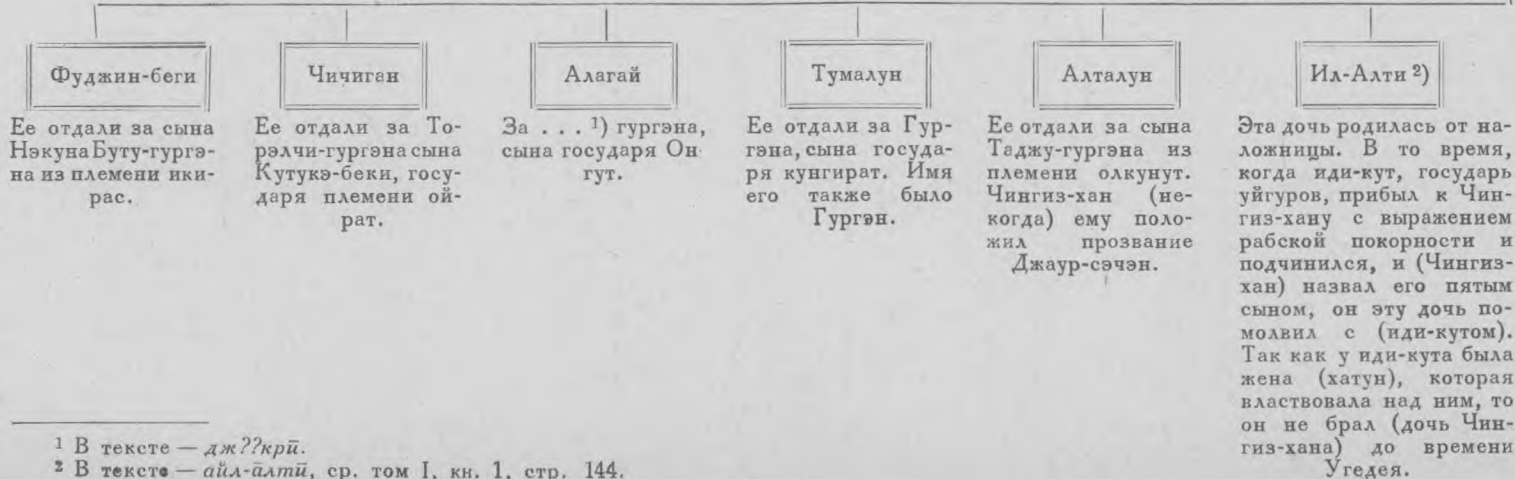 Фуджин-беги
Ее отдали за сына
Нэкуна Буту-гургэ-
на из племени ики-
рас.
Чичиган
Ее отдали за То-
рэлчи-гургэна сына
Кутукэ-беки, госу-
даря племени ой-
рат.
Алагай
За . . . ¹) гургэна,
сына государя Он-
гут.
Тумалун
Ее отдали за Гур-
гэна, сына госуда-
ря кунгират. Имя
его также было
Гургэн.
Алталун
Ее отдали за сына
Таджу-гургэна из
племени олкунут.
Чингиз-хан (не-
когда) ему поло-
жил прозвание
Джаур-сэчэн.
Ил-Алти ²)
Эта дочь родилась от на-
ложницы. В то время,
когда иди-кут, государь
уйгуров, прибыл к Чин-
гиз-хану с выражением
рабской покорности и
подчинился, и (Чингиз-
хан) назвал его пятым
сыном, он эту дочь по-
молвил с (иди-кутом).
Так как у иди-кута была
жена (хатун), которая
властвовала над ним, то
он не брал (дочь Чин-
гиз-хана) до времени
Угедея.
¹ В тексте — дж??крӣ.
² В тексте — айл-āлтӣ, ср. том I, кн. 1, стр. 144.